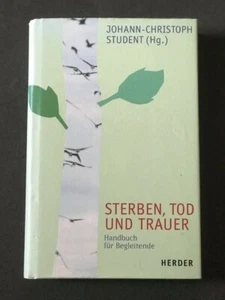 JOHANN-CHRISTOPH
STUDENT (Hg.)
STERBEN, TOD
UND TRAUER
Handbuch
für Begleitende
HERDER